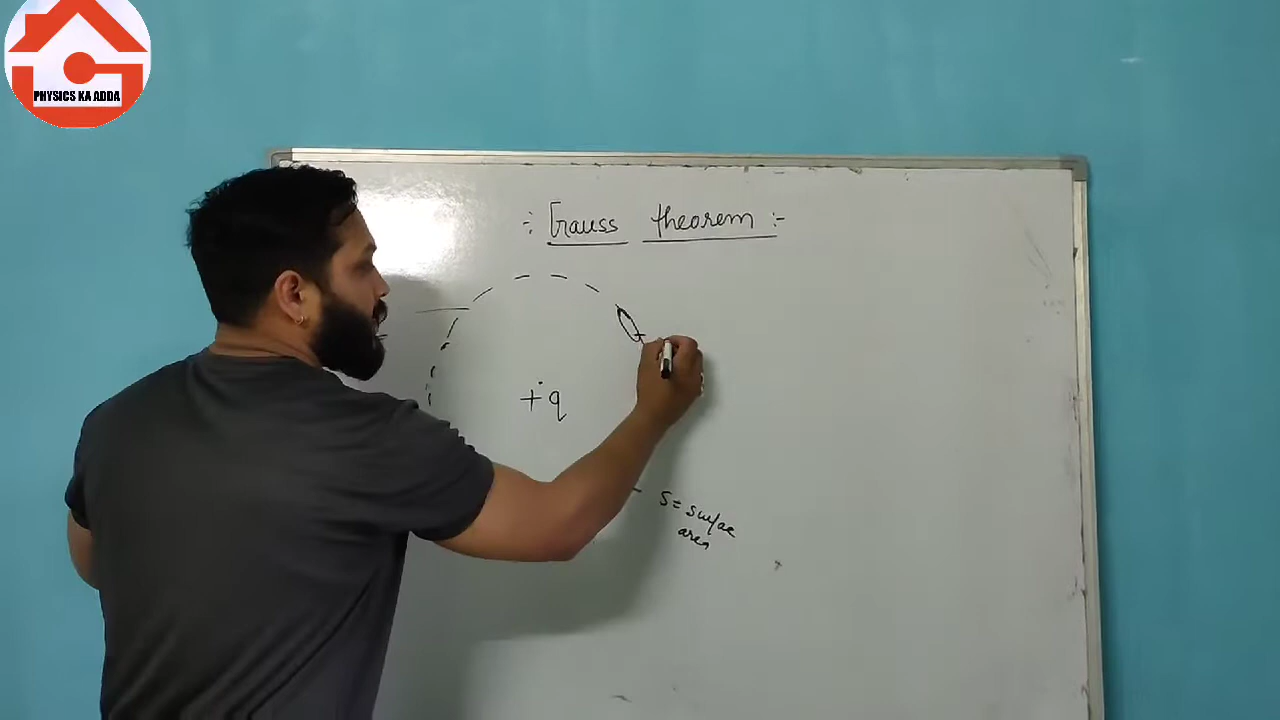 PHYSICS KA ADDA
:- Gauss theorem :-
+q
S = surface
area